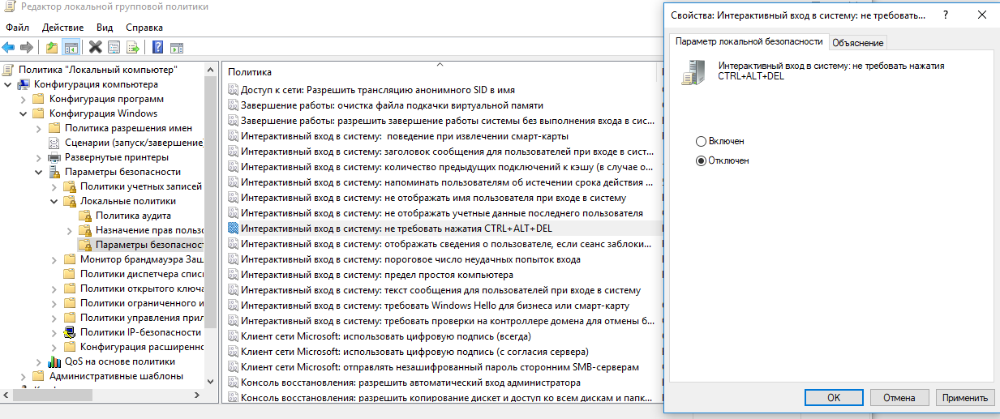 Редактор локальной групповой политики
Файл Действие Вид Справка
Политика "Локальный компьютер"
Конфигурация компьютера
Конфигурация программ
Конфигурация Windows
Политика разрешения имен
Сценарии (запуск/завершение
Развернутые принтеры
Параметры безопасности
Политики учетных записей
Локальные политики
Политика аудита
Назначение прав польз
Параметры безопасност
Монитор брандмауэра Защ
Политики диспетчера спис
Политики открытого ключа
Политики ограниченного и
Политики управления прил
Политики IP-безопасности
Конфигурация расширенно
QoS на основе политики
Административные шаблоны
Политика
Доступ к сети: Разрешить трансляцию анонимного SID в имя
Завершение работы: очистка файла подкачки виртуальной памяти
Завершение работы: разрешить завершение работы системы без выполнения входа в сис...
Интерактивный вход в систему: поведение при извлечении смарт-карты
Интерактивный вход в систему: заголовок сообщения для пользователей при входе в сист...
Интерактивный вход в систему: количество предыдущих подключений к кэшу (в случае о...
Интерактивный вход в систему: напоминать пользователям об истечении срока действия ...
Интерактивный вход в систему: не отображать имя пользователя при входе в систему
Интерактивный вход в систему: не отображать учетные данные последнего пользователя
Интерактивный вход в систему: не требовать нажатия CTRL+ALT+DEL
Интерактивный вход в систему: отображать сведения о пользователе, если сеанс заблоки...
Интерактивный вход в систему: пороговое число неудачных попыток входа
Интерактивный вход в систему: предел простоя компьютера
Интерактивный вход в систему: текст сообщения для пользователей при входе в систему
Интерактивный вход в систему: требовать Windows Hello для бизнеса или смарт-карту
Интерактивный вход в систему: требовать проверки на контроллере домена для отмены б...
Клиент сети Microsoft: использовать цифровую подпись (всегда)
Клиент сети Microsoft: использовать цифровую подпись (с согласия сервера)
Клиент сети Microsoft: отправлять незашифрованный пароль сторонним SMB-серверам
Консоль восстановления: разрешить автоматический вход администратора
Консоль восстановления: разрешить копирование дискет и доступ ко всем дискам и папк...
Свойства: Интерактивный вход в систему: не требовать...
Параметр локальной безопасности Объяснение
Интерактивный вход в систему: не требовать нажатия
CTRL+ALT+DEL
Включен
Отключен
OK Отмена Применить